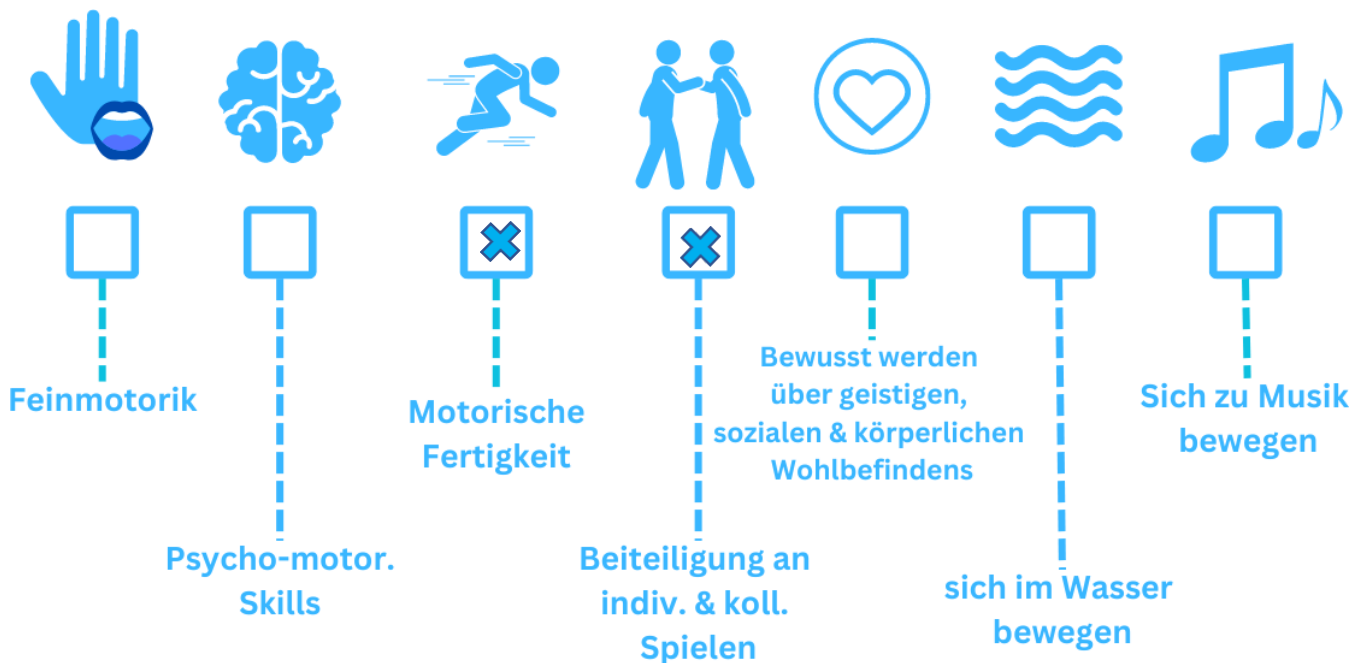 Feinmotorik
Psycho-motor.
Skills
Motorische
Fertigkeit
Beiteiligung an
indiv. & koll.
Spielen
Bewusst werden
über geistigen,
sozialen & körperlichen
Wohlbefindens
sich im Wasser
bewegen
Sich zu Musik
bewegen